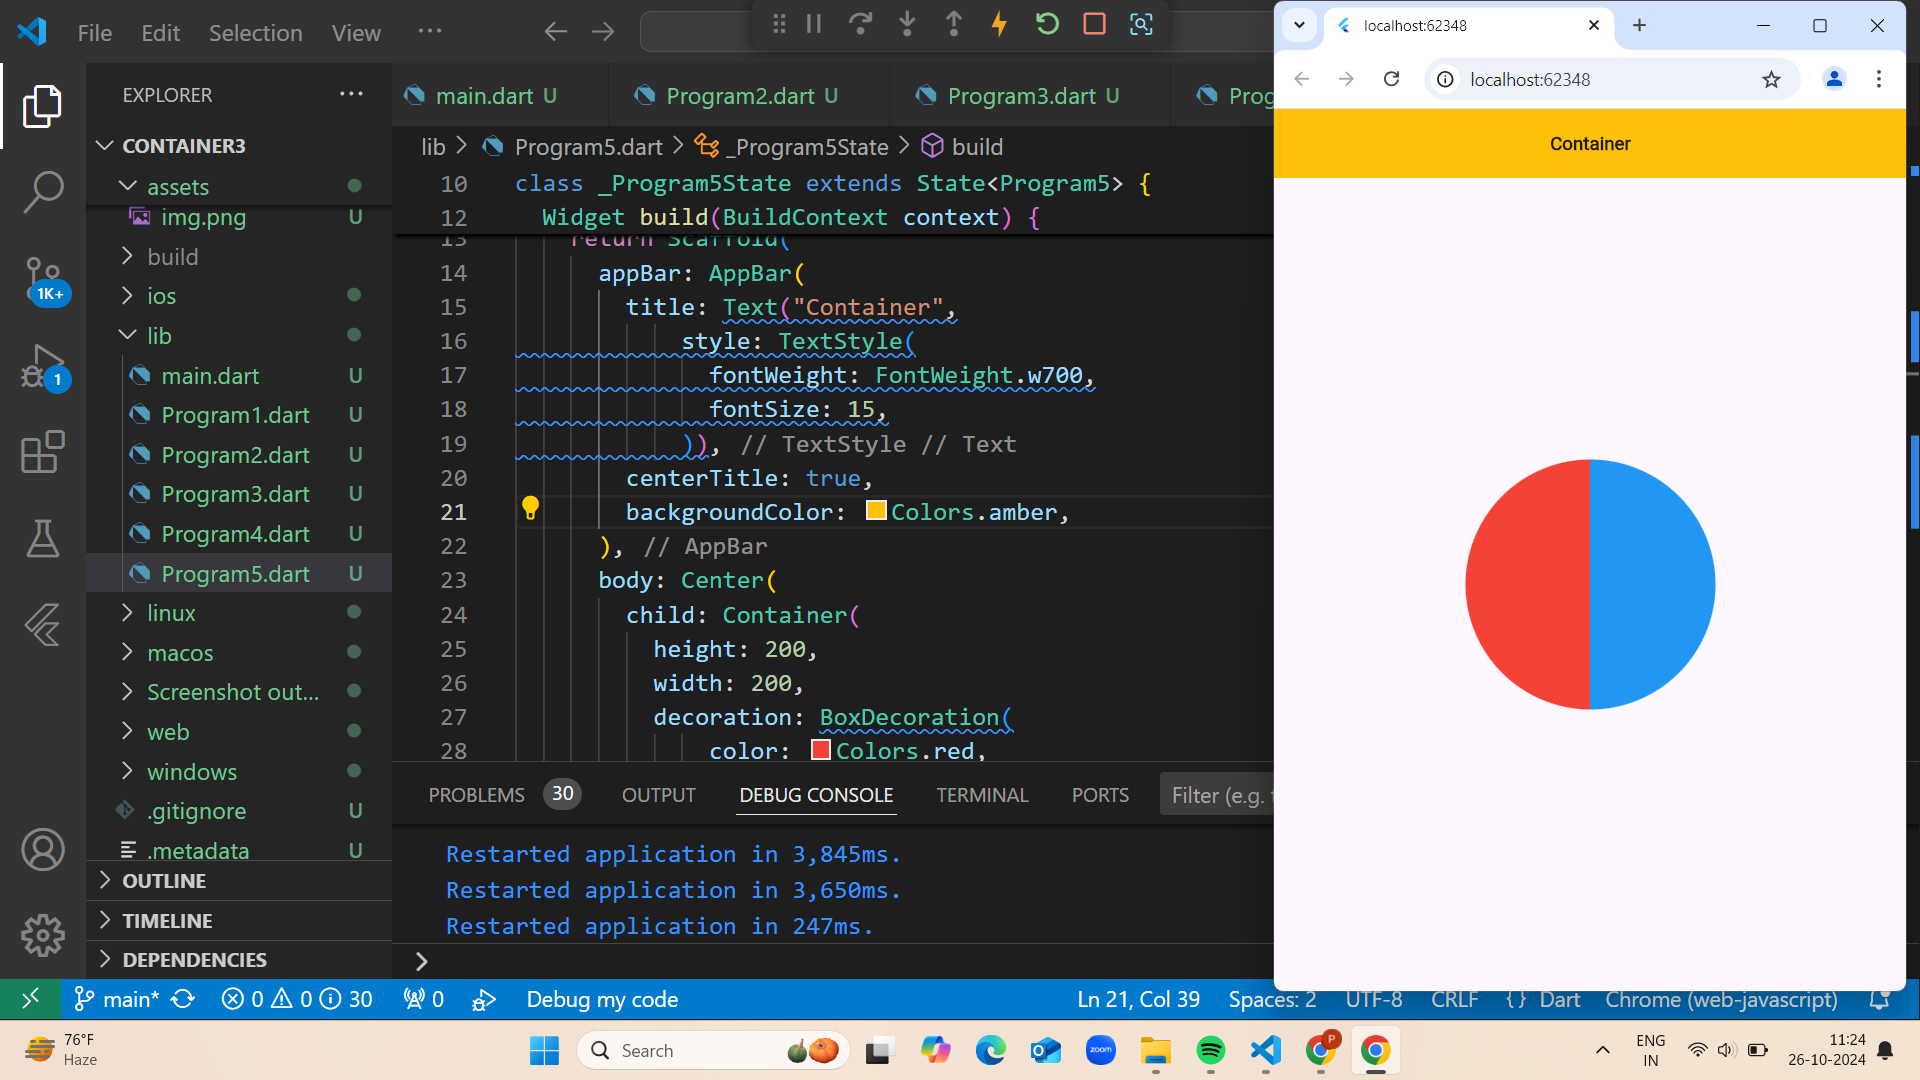 File Edit Selection View ...
EXPLORER
CONTAINER3
assets
img.png U
build
ios
lib
main.dart U
Program1.dart U
Program2.dart U
Program3.dart U
Program4.dart U
Program5.dart U
linux
macos
Screenshot out...
web
windows
.gitignore U
.metadata U
OUTLINE
TIMELINE
DEPENDENCIES
1K+
1
main.dart U Program2.dart U Program3.dart U Prog
lib > Program5.dart > _Program5State > build
10 class _Program5State extends State<Program5> {
12 Widget build(BuildContext context) {
13 return Scaffold(
14 appBar: AppBar(
15 title: Text("Container",
16 style: TextStyle(
17 fontWeight: FontWeight.w700,
18 fontSize: 15,
19 )), // TextStyle // Text
20 centerTitle: true,
21 backgroundColor: Colors.amber,
22 ), // AppBar
23 body: Center(
24 child: Container(
25 height: 200,
26 width: 200,
27 decoration: BoxDecoration(
28 color: Colors.red,
PROBLEMS 30 OUTPUT DEBUG CONSOLE TERMINAL PORTS Filter (e.g.
Restarted application in 3,845ms.
Restarted application in 3,650ms.
Restarted application in 247ms.
>
localhost:62348
localhost:62348
Container
main* 0 0 30 0 Debug my code Ln 21, Col 39 Spaces: 2 UTF-8 CRLF {} Dart Chrome (web-javascript)
76°F
Haze
Search
zoom
P
ENG
IN
11:24
26-10-2024